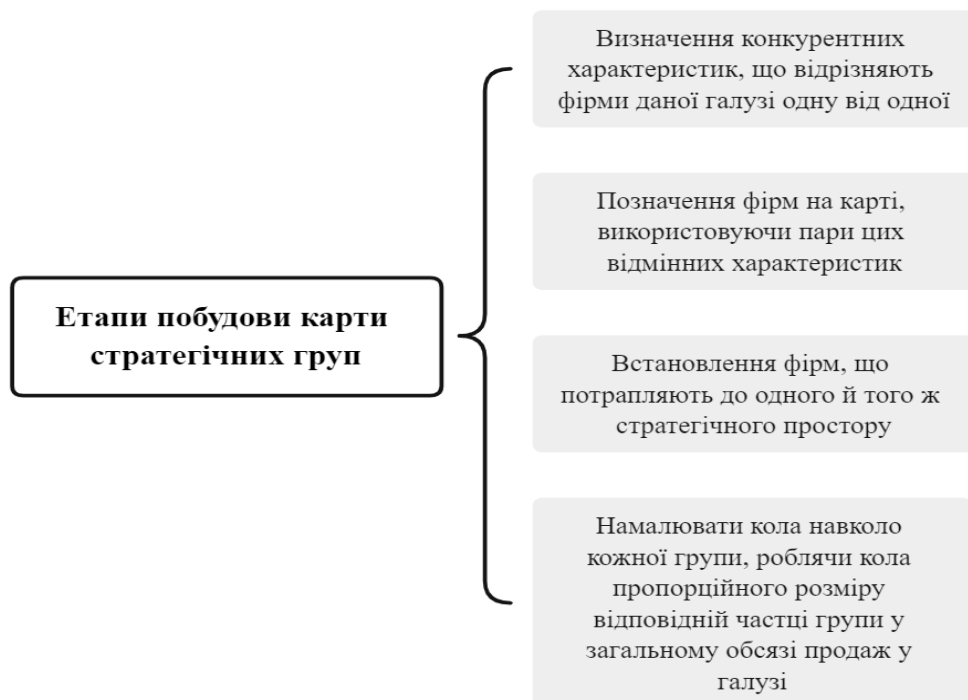 Визначення конкурентних
характеристик, що відрізняють
фірми даної галузі одну від одної
Позначення фірм на карті,
використовуючи пари цих
відмінних характеристик
Етапи побудови карти
стратегічних груп
Встановлення фірм, що
потрапляють до одного й того ж
стратегічного простору
Намалювати кола навколо
кожної групи, роблячи кола
пропорційного розміру
відповідній частці групи у
загальному обсязі продаж у
галузі